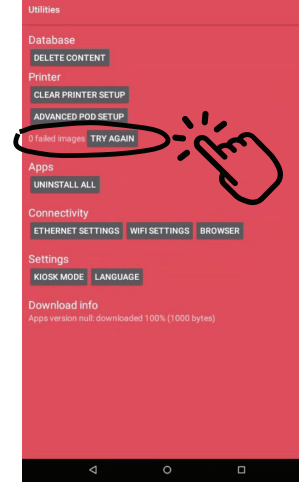 Utilities
Database
DELETE CONTENT
Printer
CLEAR PRINTER SETUP
ADVANCED POD SETUP
0 failed images TRY AGAIN
Apps
UNINSTALL ALL
Connectivity
ETHERNET SETTINGS WIFI SETTINGS BROWSER
Settings
KIOSK MODE LANGUAGE
Download info
Apps version null: downloaded 100% (1000 bytes)